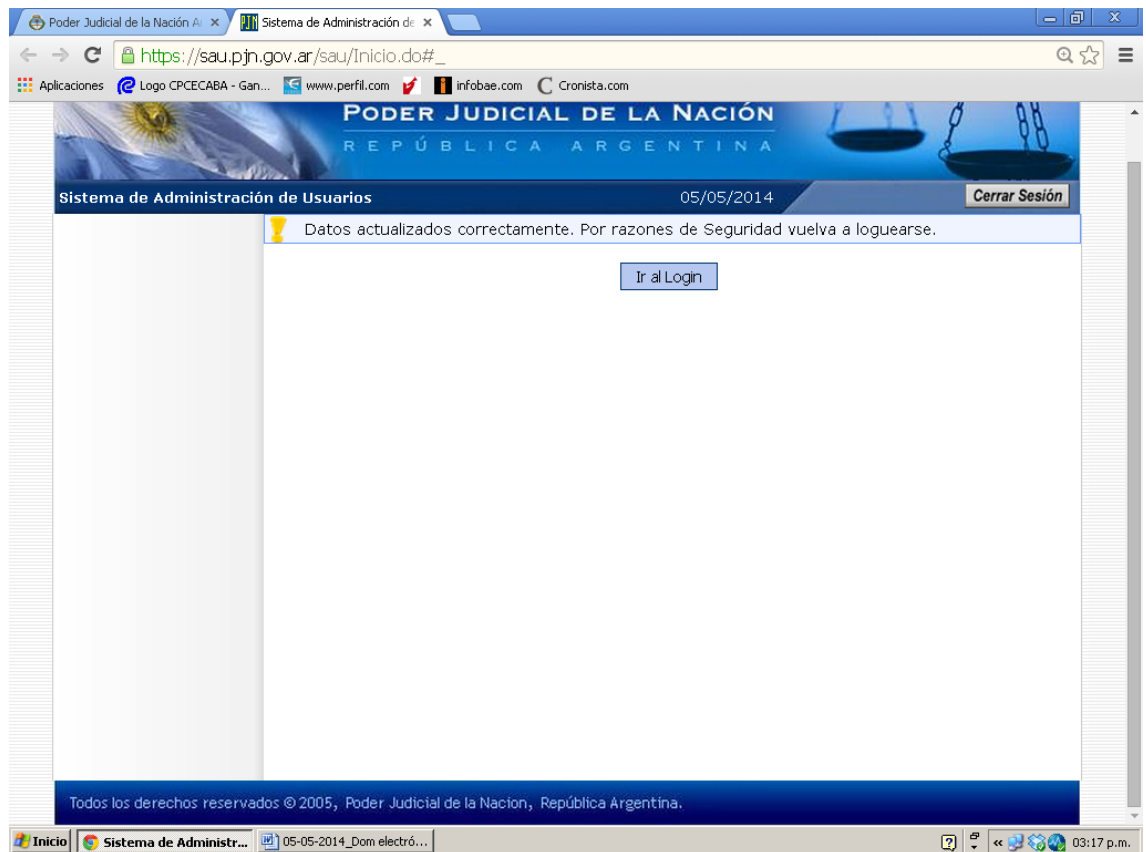 Poder Judicial de la Nación A
Sistema de Administración de
https://sau.pjn.gov.ar/sau/Inicio.do#_
Aplicaciones Logo CPCECABA - Gan... www.perfil.com infobae.com Cronista.com
PODER JUDICIAL DE LA NACIÓN
REPÚBLICA ARGENTINA
Sistema de Administración de Usuarios 05/05/2014 Cerrar Sesión
Datos actualizados correctamente. Por razones de Seguridad vuelva a loguearse.
Ir al Login
Todos los derechos reservados © 2005, Poder Judicial de la Nacion, República Argentina.
Inicio Sistema de Administr... 05-05-2014_Dom electró... 03:17 p.m.